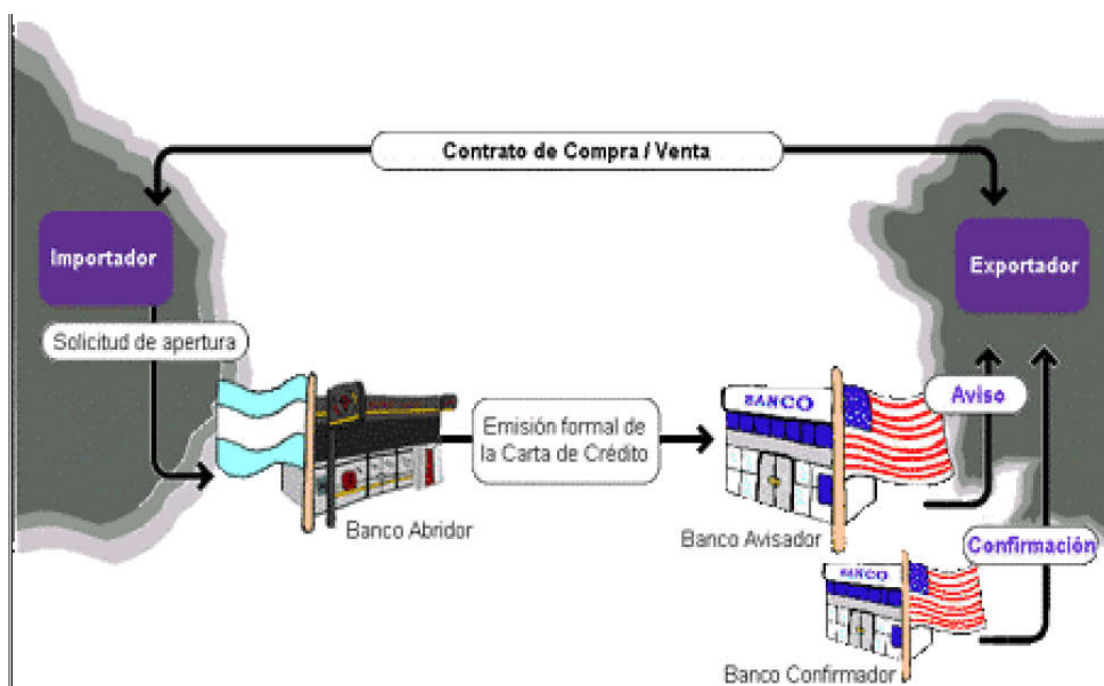 Contrato de Compra / Venta
Importador
Exportador
Solicitud de apertura
BANCO
Aviso
Emisión formal de
la Carta de Crédito
Banco Abridor
Banco Avisador
Confirmación
BANCO
Banco Confirmador